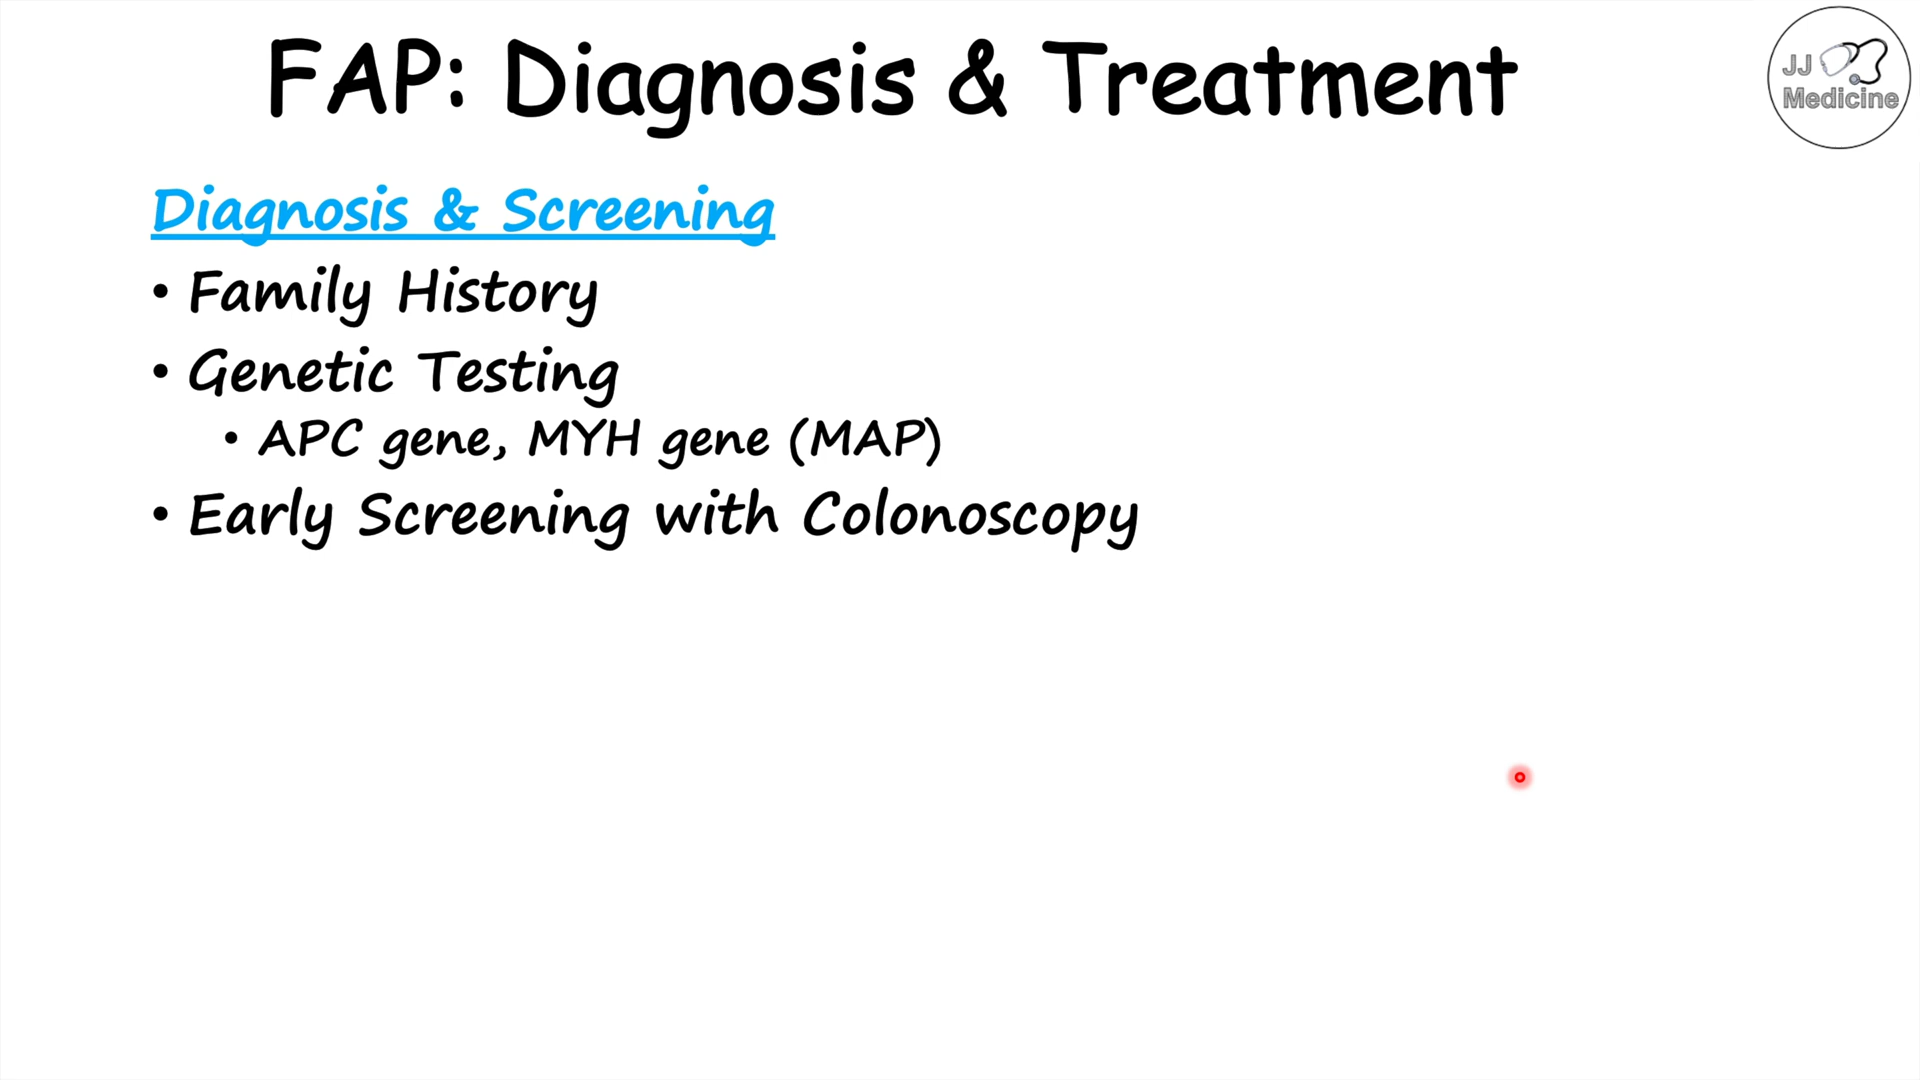 FAP: Diagnosis & Treatment
JJ
Medicine
Diagnosis & Screening
• Family History
• Genetic Testing
• APC gene, MYH gene (MAP)
• Early Screening with Colonoscopy